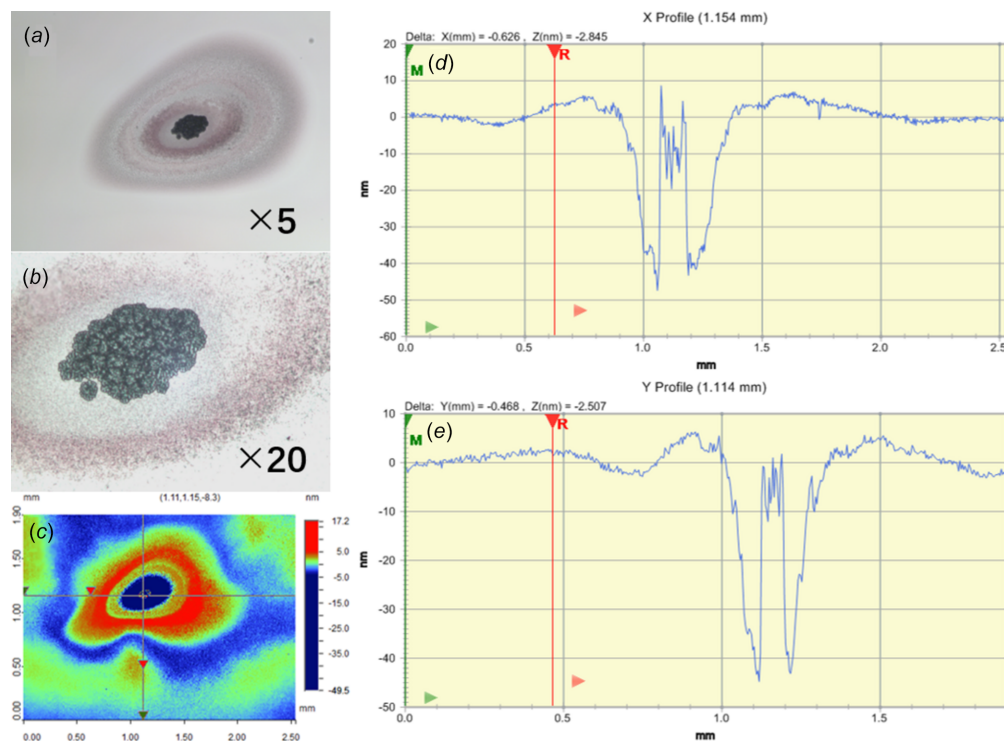 (a)
×5
(b)
×20
mm (1.11,1.15,-8.3) nm
(c)
1.90
1.50
1.00
0.50
0.00
0.00 0.50 1.00 1.50 2.00 2.50
17.2
5.0
-5.0
-15.0
-25.0
-35.0
-49.5
mm
X Profile (1.154 mm)
Delta: X(mm) = -0.626 , Z(nm) = -2.845
M (d) R
20
10
0
-10
-20
-30
-40
-50
-60
nm
0.0 0.5 1.0 1.5 2.0 2.5
mm
Y Profile (1.114 mm)
Delta: Y(mm) = -0.468 , Z(nm) = -2.507
M (e) R
10
0
-10
-20
-30
-40
-50
nm
0.0 0.5 1.0 1.5
mm